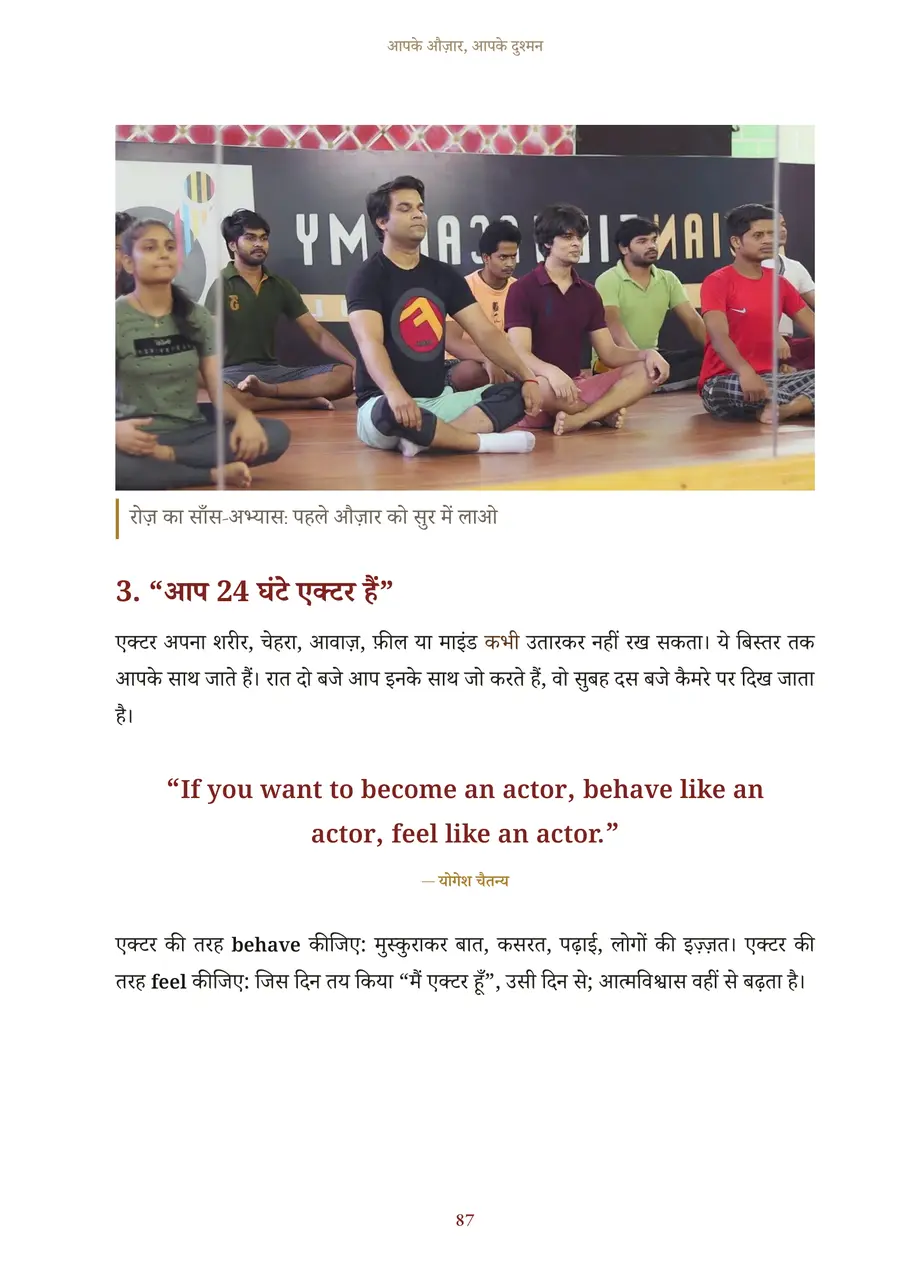 आपके औज़ार, आपके दुश्मन
रोज़ का साँस-अभ्यास: पहले औज़ार को सुर में लाओ
3. “आप 24 घंटे एक्टर हैं”
एक्टर अपना शरीर, चेहरा, आवाज़, फ़ील या माइंड कभी उतारकर नहीं रख सकता। ये बिस्तर तक
आपके साथ जाते हैं। रात दो बजे आप इनके साथ जो करते हैं, वो सुबह दस बजे कैमरे पर दिख जाता
है।
“If you want to become an actor, behave like an
actor, feel like an actor.”
— योगेश चैतन्य
एक्टर की तरह behave कीजिए: मुस्कुराकर बात, कसरत, पढ़ाई, लोगों की इज़्ज़त। एक्टर की
तरह feel कीजिए: जिस दिन तय किया “मैं एक्टर हूँ”, उसी दिन से; आत्मविश्वास वहीं से बढ़ता है।
87